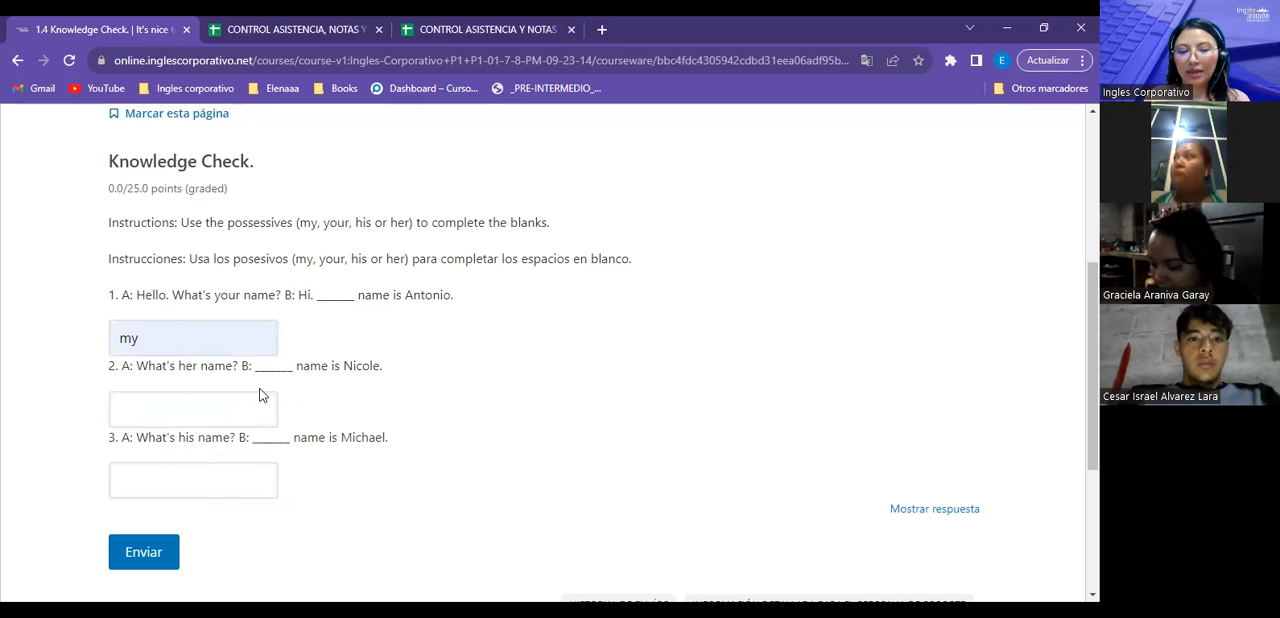 1.4 Knowledge Check. | It's nice t
CONTROL ASISTENCIA, NOTAS Y
CONTROL ASISTENCIA Y NOTAS
online.inglescorporativo.net/courses/course-v1:Ingles-Corporativo+P1+P1-01-7-8-PM-09-23-14/courseware/bbc4fdc4305942cdbd31eea06adf95b...
E
Actualizar
Gmail
YouTube
Ingles corporativo
Elenaaa
Books
Dashboard – Curso...
_PRE-INTERMEDIO_...
Otros marcadores
Marcar esta página
Knowledge Check.
0.0/25.0 points (graded)
Instructions: Use the possessives (my, your, his or her) to complete the blanks.
Instrucciones: Usa los posesivos (my, your, his or her) para completar los espacios en blanco.
1. A: Hello. What's your name? B: Hi. _______ name is Antonio.
my
2. A: What's her name? B: _______ name is Nicole.
3. A: What's his name? B: _______ name is Michael.
Mostrar respuesta
Enviar
Ingles Corporativo
Graciela Araniva Garay
Cesar Israel Alvarez Lara